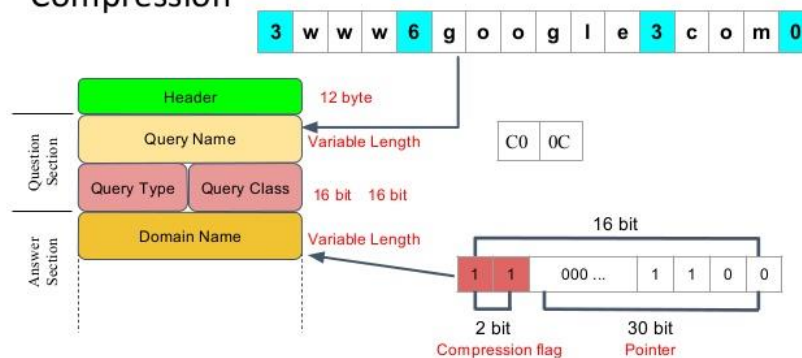 Compression
3 w w w 6 g o o g l e 3 c o m 0
Header
12 byte
Question Section
Query Name
Variable Length
C0 0C
Query Type
Query Class
16 bit 16 bit
Answer Section
Domain Name
Variable Length
16 bit
1 1 000 ... 1 1 0 0
2 bit
30 bit
Compression flag
Pointer